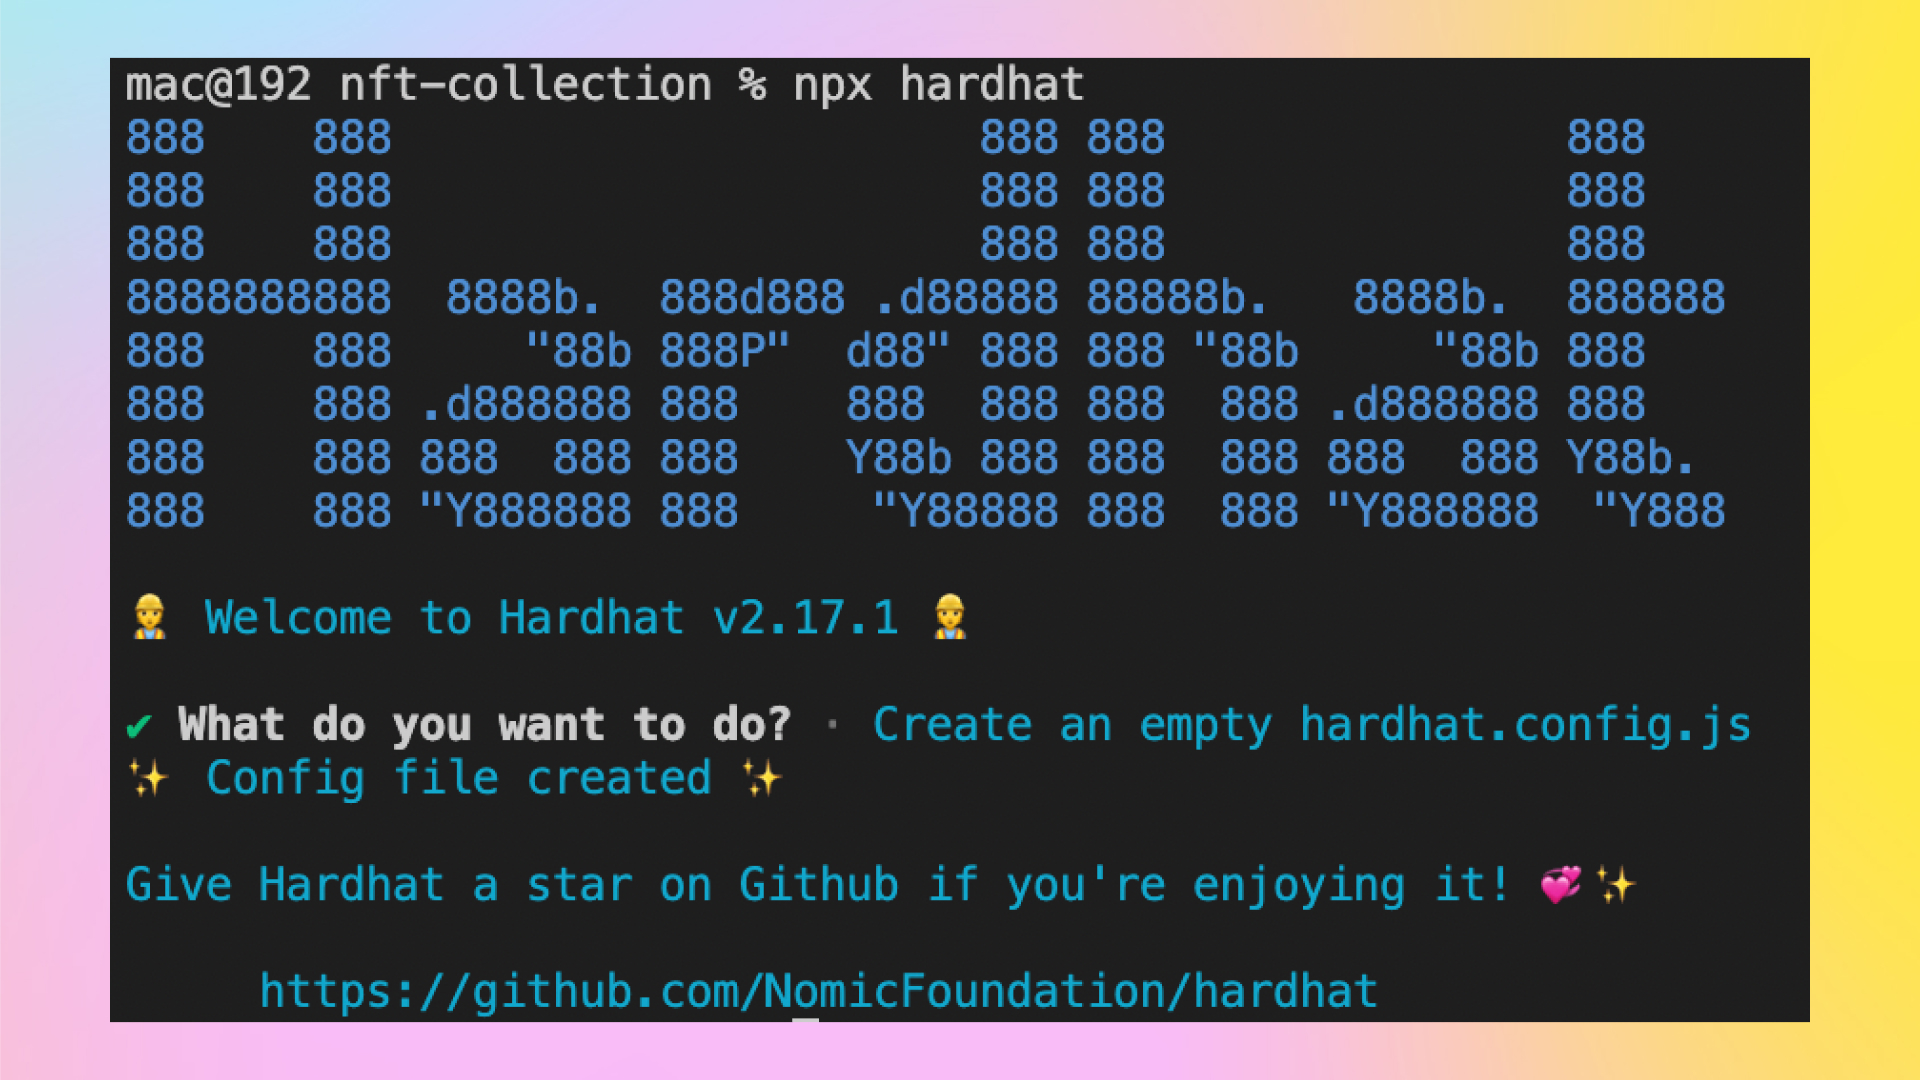 mac@192 nft-collection % npx hardhat
888    888                      888 888               888
888    888                      888 888               888
888    888                      888 888               888
8888888888  8888b.  888d888 .d88888 88888b.   8888b.  888888
888    888     "88b 888P"  d88" 888 888 "88b     "88b 888
888    888 .d888888 888    888  888 888  888 .d888888 888
888    888 888  888 888    Y88b 888 888  888 888  888 Y88b.
888    888 "Y888888 888     "Y88888 888  888 "Y888888  "Y888
👷 Welcome to Hardhat v2.17.1 👷
✔ What do you want to do? · Create an empty hardhat.config.js
✨ Config file created ✨
Give Hardhat a star on Github if you're enjoying it! 💞✨
https://github.com/NomicFoundation/hardhat